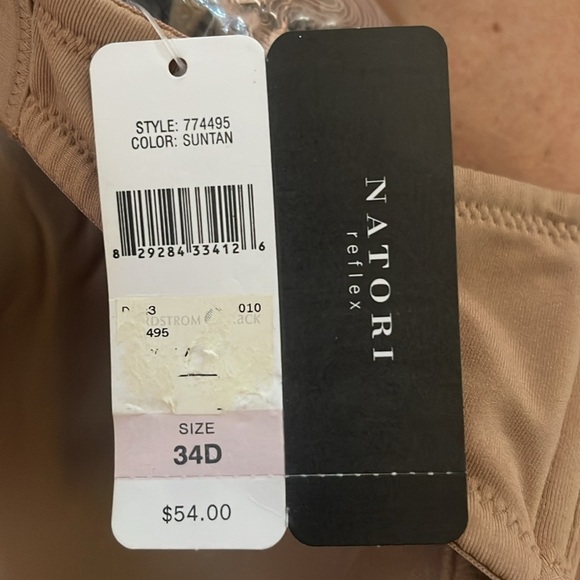 STYLE: 774495
COLOR: SUNTAN
8 29284 33412 6
010
495
SIZE
34D
$54.00
NATORI
reflex